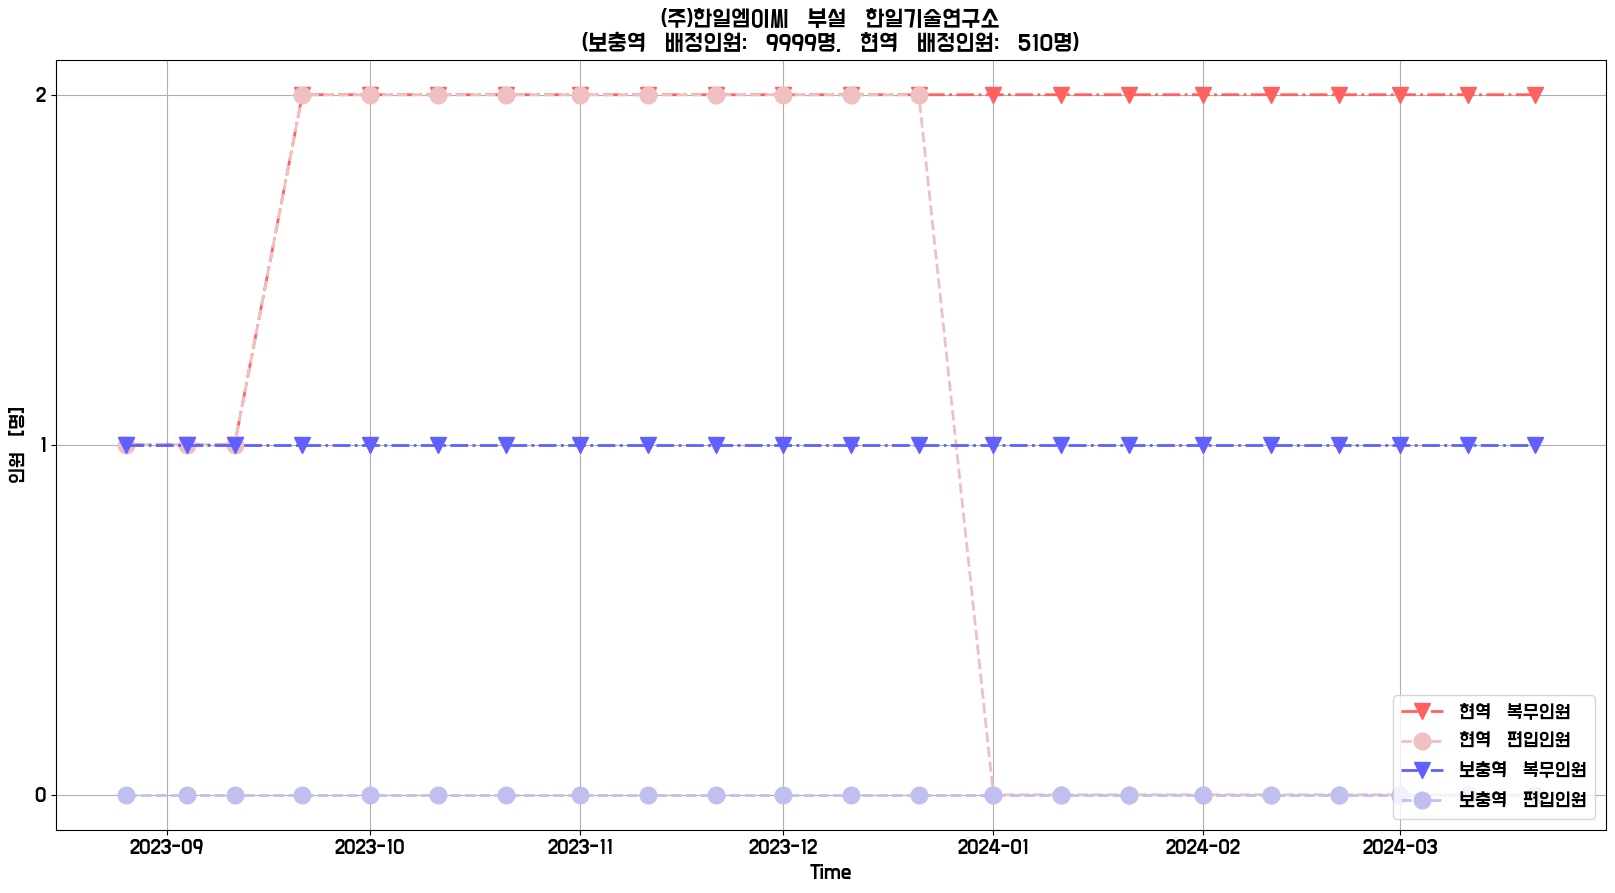 (주)한일엠이씨 부설 한일기술연구소
(보충역 배정인원: 9999명, 현역 배정인원: 510명)
인원 [명]
2
1
0
현역 복무인원
현역 편입인원
보충역 복무인원
보충역 편입인원
2023-09 2023-10 2023-11 2023-12 2024-01 2024-02 2024-03
Time